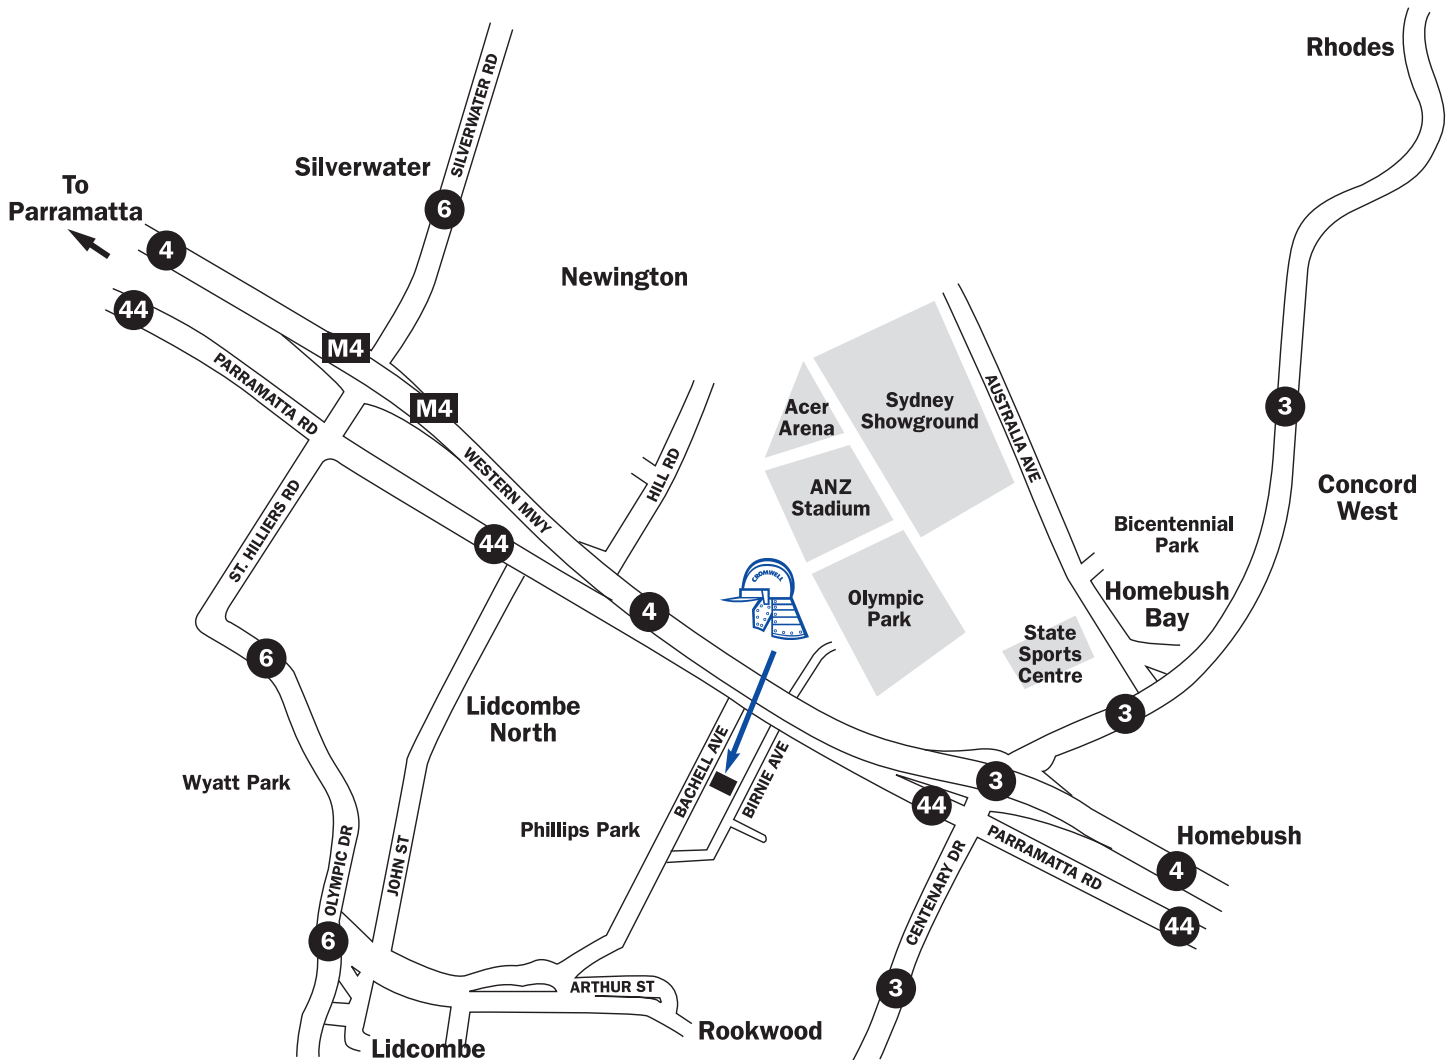 Rhodes
SILVERWATER RD
Silverwater
To
Parramatta
6
4
Newington
44
M4
PARRAMATTA RD
M4
Acer
Arena
Sydney
Showground
AUSTRALIA AVE
3
WESTERN MWY
HILL RD
ANZ
Stadium
Concord
West
ST. HILLIERS RD
44
Bicentennial
Park
CROMWELL
4
Olympic
Park
Homebush
Bay
State
Sports
Centre
6
Lidcombe
North
3
Wyatt Park
BACHELL AVE
BIRNIE AVE
3
44
Phillips Park
Homebush
OLYMPIC DR
JOHN ST
CENTENARY DR
PARRAMATTA RD
4
44
6
ARTHUR ST
3
Rookwood
Lidcombe